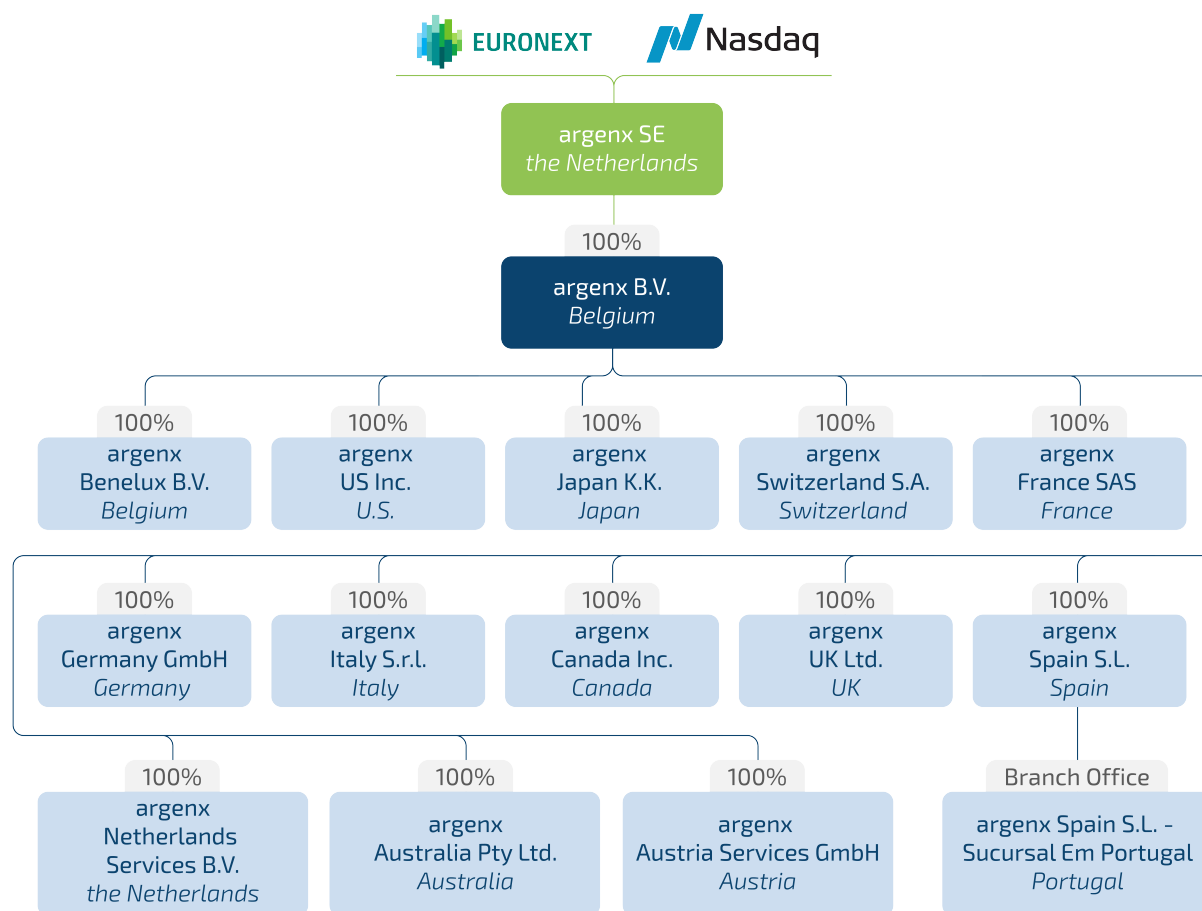 EURONEXT
Nasdaq
argenx SE
the Netherlands
100%
argenx B.V.
Belgium
100%
100%
100%
100%
100%
argenx
Benelux B.V.
Belgium
argenx
US Inc.
U.S.
argenx
Japan K.K.
Japan
argenx
Switzerland S.A.
Switzerland
argenx
France SAS
France
100%
100%
100%
100%
100%
argenx
Germany GmbH
Germany
argenx
Italy S.r.l.
Italy
argenx
Canada Inc.
Canada
argenx
UK Ltd.
UK
argenx
Spain S.L.
Spain
100%
100%
100%
Branch Office
argenx
Netherlands
Services B.V.
the Netherlands
argenx
Australia Pty Ltd.
Australia
argenx
Austria Services GmbH
Austria
argenx Spain S.L. -
Sucursal Em Portugal
Portugal